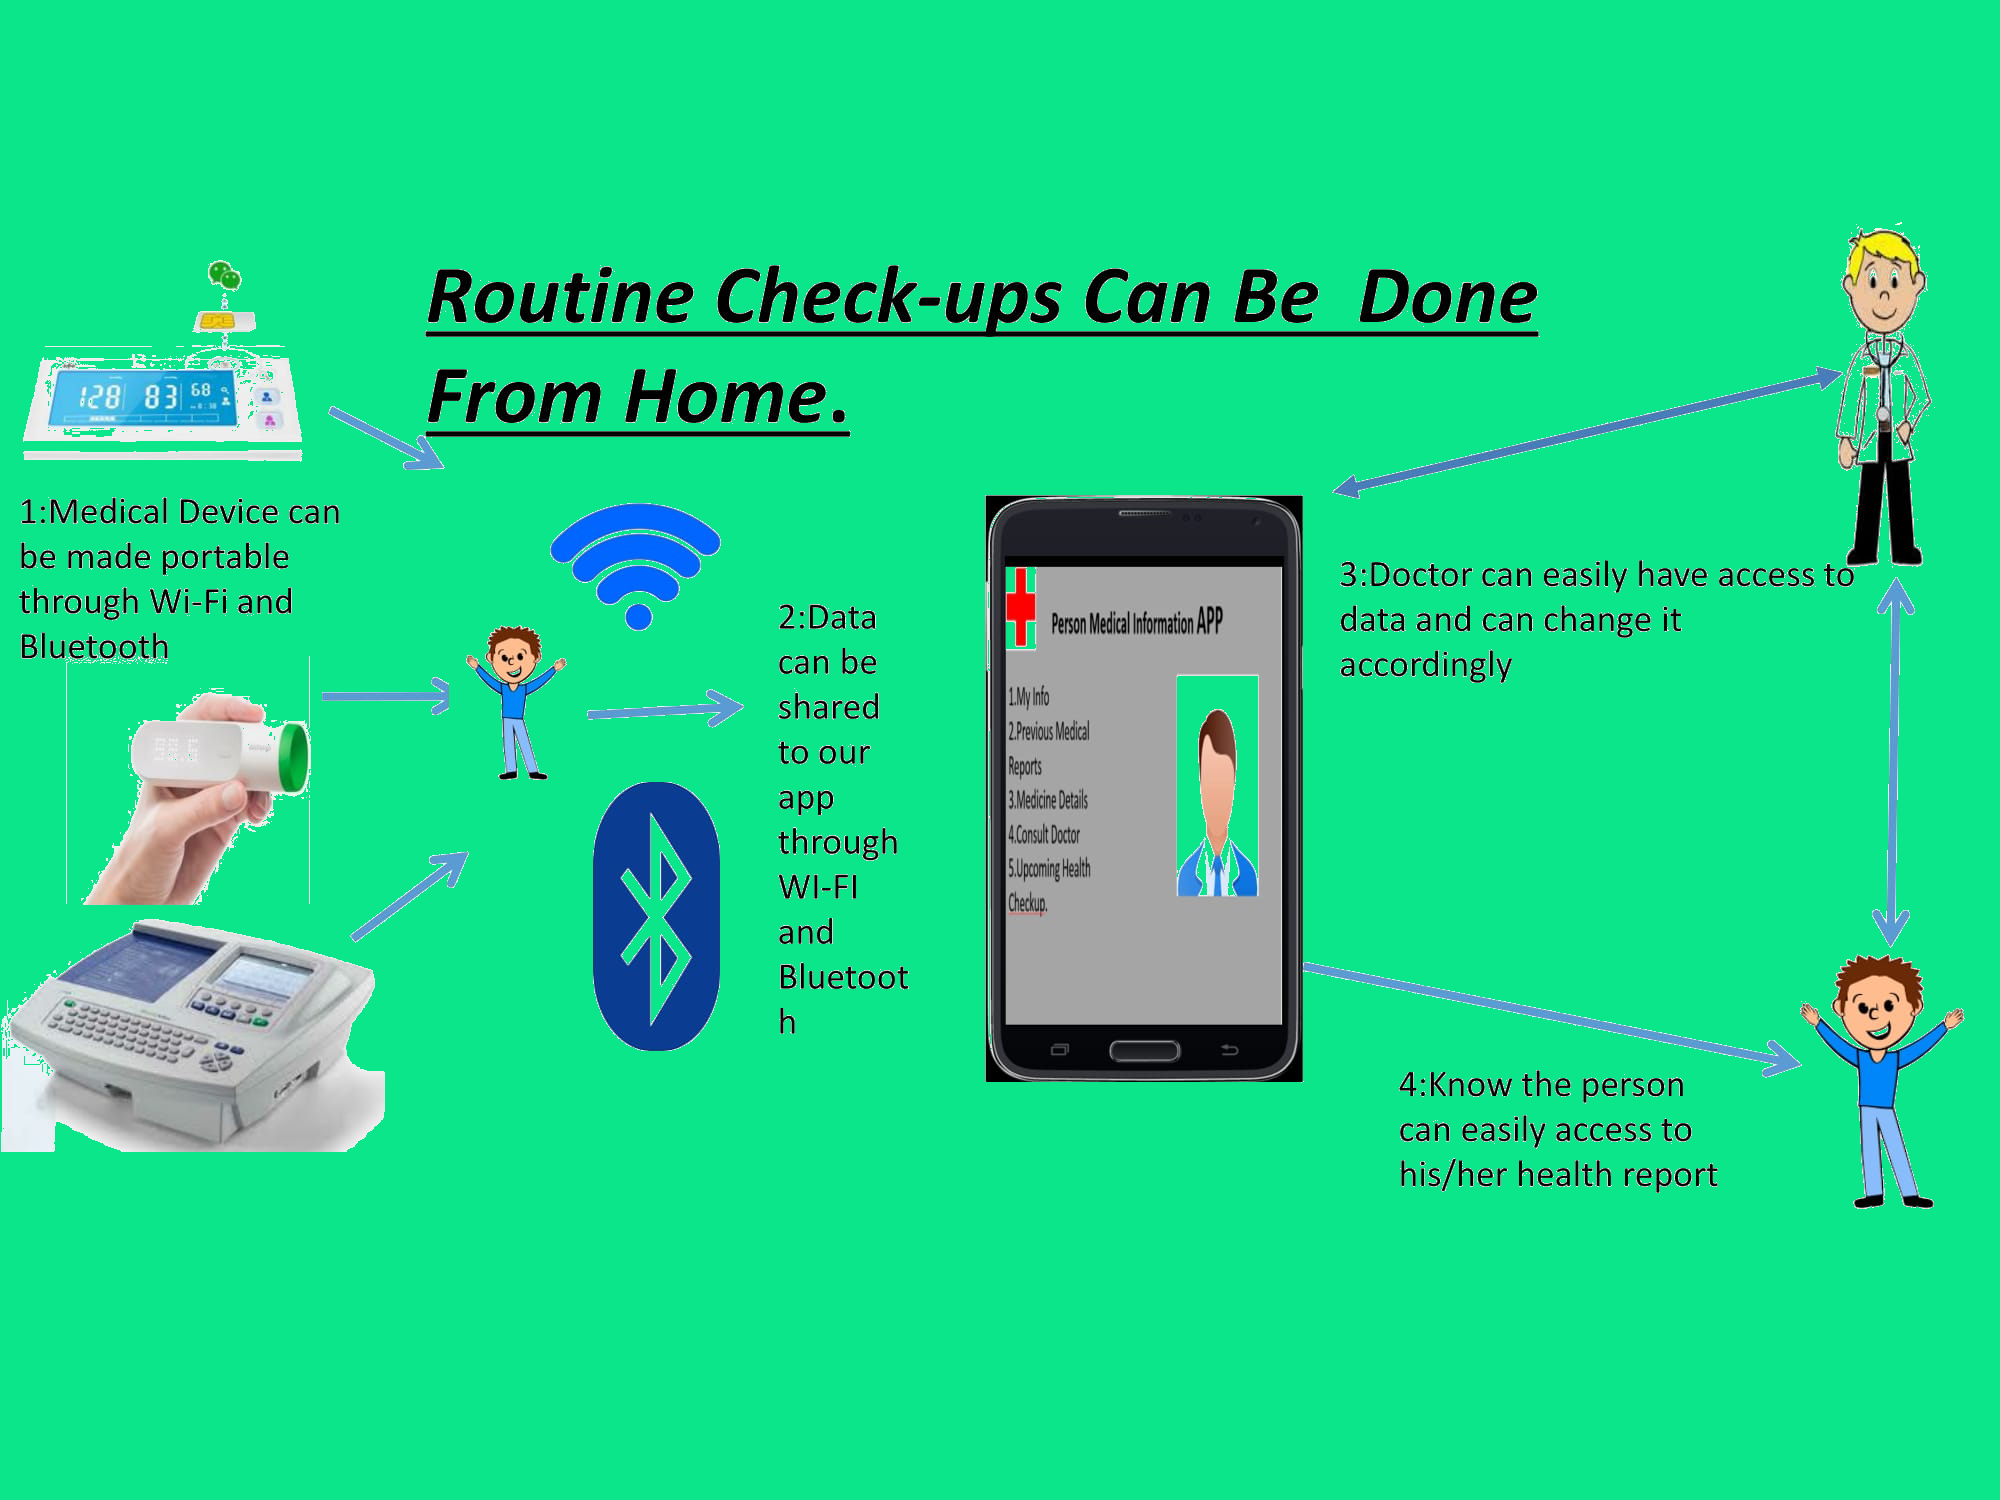 Routine Check-ups Can Be Done
From Home.
128 83 68
1:Medical Device can
be made portable
through Wi-Fi and
Bluetooth
2:Data
can be
shared
to our
app
through
WI-FI
and
Bluetoot
h
Person Medical Information APP
1.My Info
2.Previous Medical
Reports
3.Medicine Details
4.Consult Doctor
5.Upcoming Health
Checkup.
3:Doctor can easily have access to
data and can change it
accordingly
4:Know the person
can easily access to
his/her health report